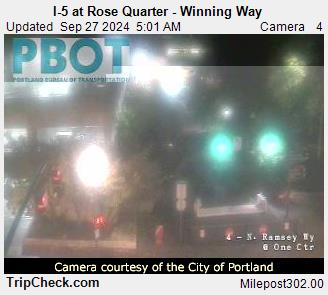 I-5 at Rose Quarter - Winning Way
Updated Sep 27 2024 5:01 AM Camera 4
PBOT
PORTLAND BUREAU OF TRANSPORTATION
4 - N. Ramsey Wy
@ One Ctr
Camera courtesy of the City of Portland
TripCheck.com Milepost302.00